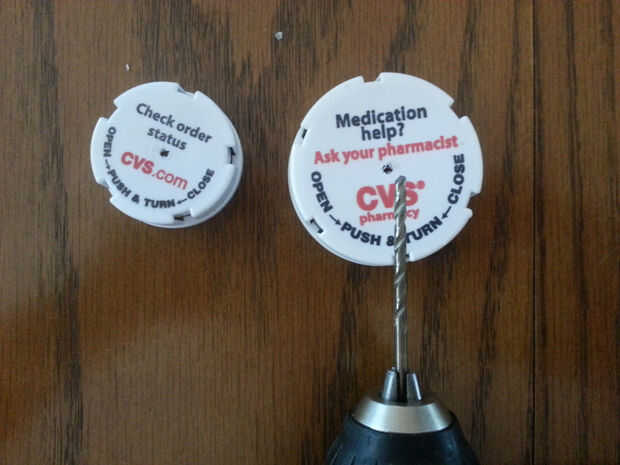 Check order
status
CVS.com
OPEN→PUSH & TURN←CLOSE
Medication
help?
Ask your pharmacist
CVS®
pharmacy
OPEN→PUSH & TURN←CLOSE